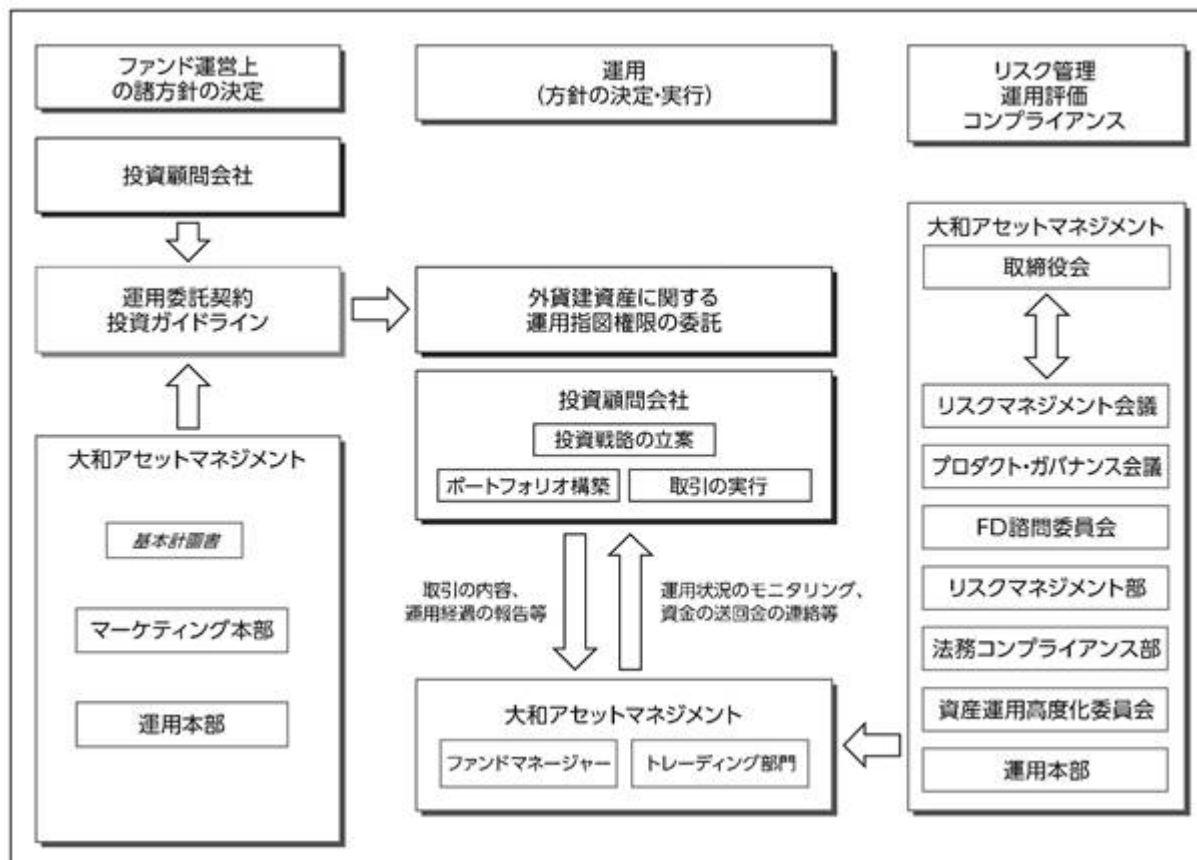 ファンド運営上
の諸方針の決定
運用
(方針の決定・実行)
リスク管理
運用評価
コンプライアンス
投資顧問会社
運用委託契約
投資ガイドライン
大和アセットマネジメント
基本計画書
マーケティング本部
運用本部
外貨建資産に関する
運用指図権限の委託
投資顧問会社
投資戦略の立案
ポートフォリオ構築
取引の実行
取引の内容、
運用経過の報告等
運用状況のモニタリング、
資金の送回金の連絡等
大和アセットマネジメント
ファンドマネージャー
トレーディング部門
大和アセットマネジメント
取締役会
リスクマネジメント会議
プロダクト・ガバナンス会議
FD諮問委員会
リスクマネジメント部
法務コンプライアンス部
資産運用高度化委員会
運用本部